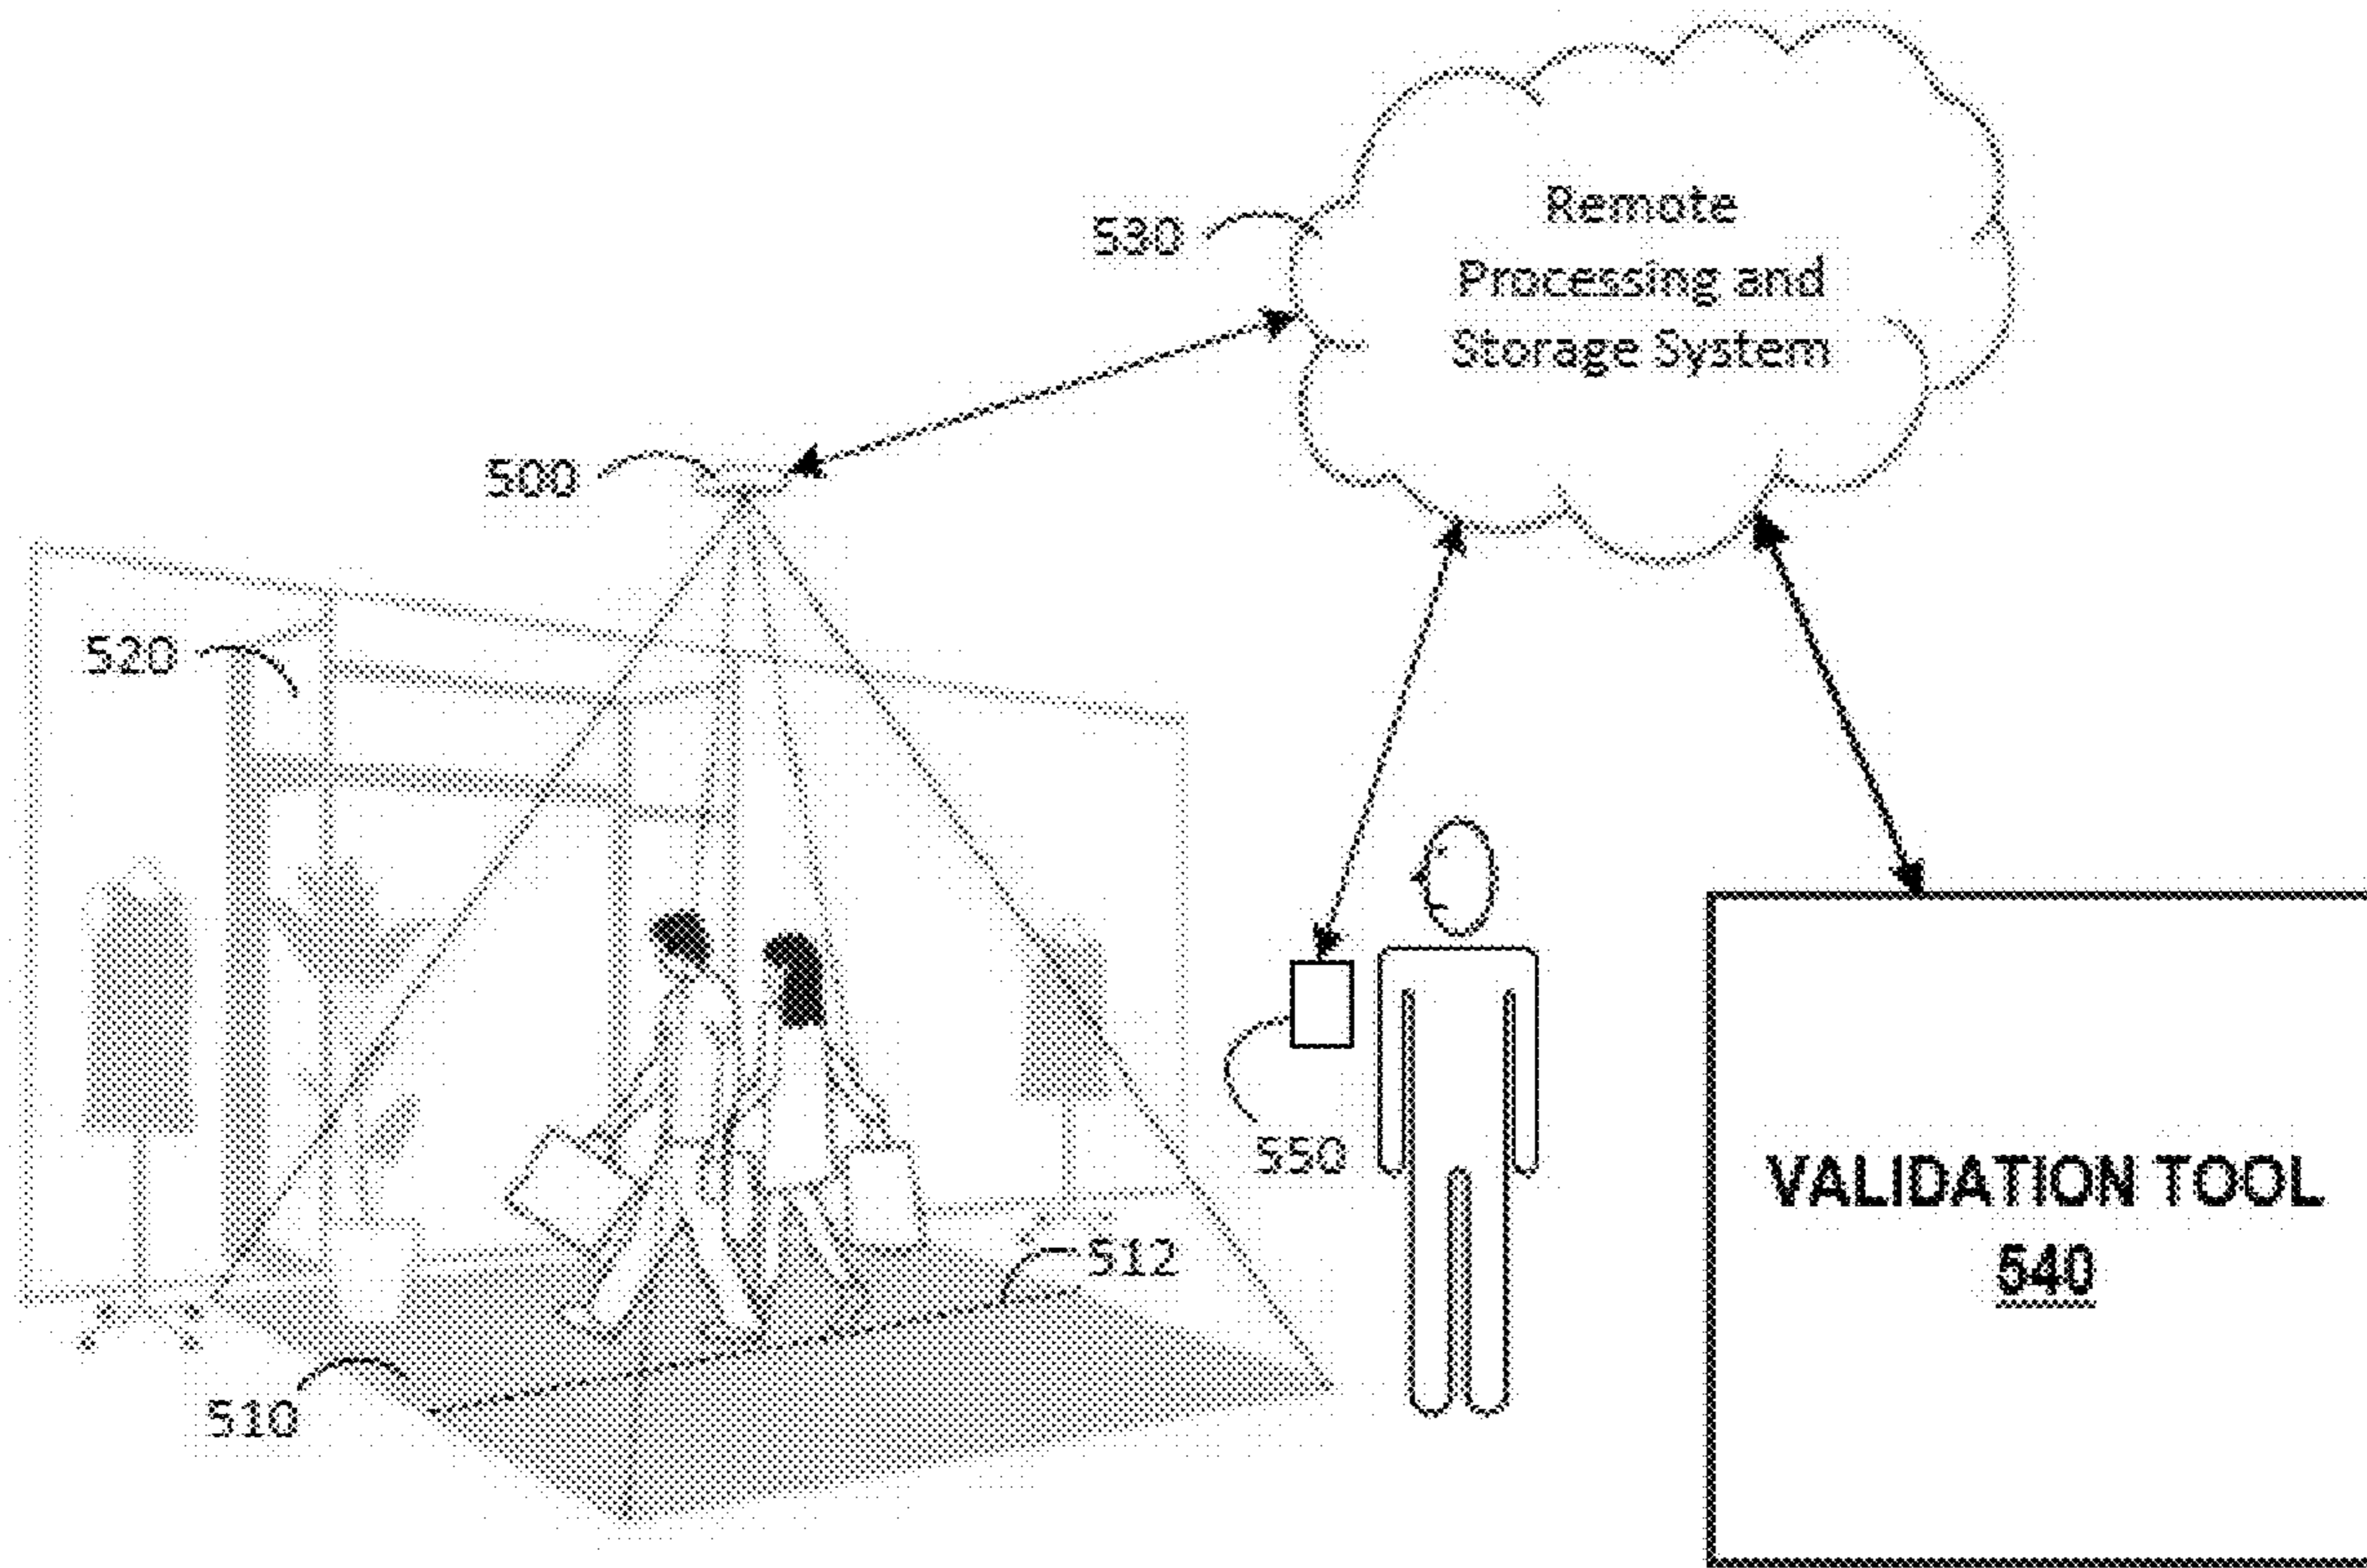 530
Remote
Processing and
Storage System
500
520
550
VALIDATION TOOL
540
512
510